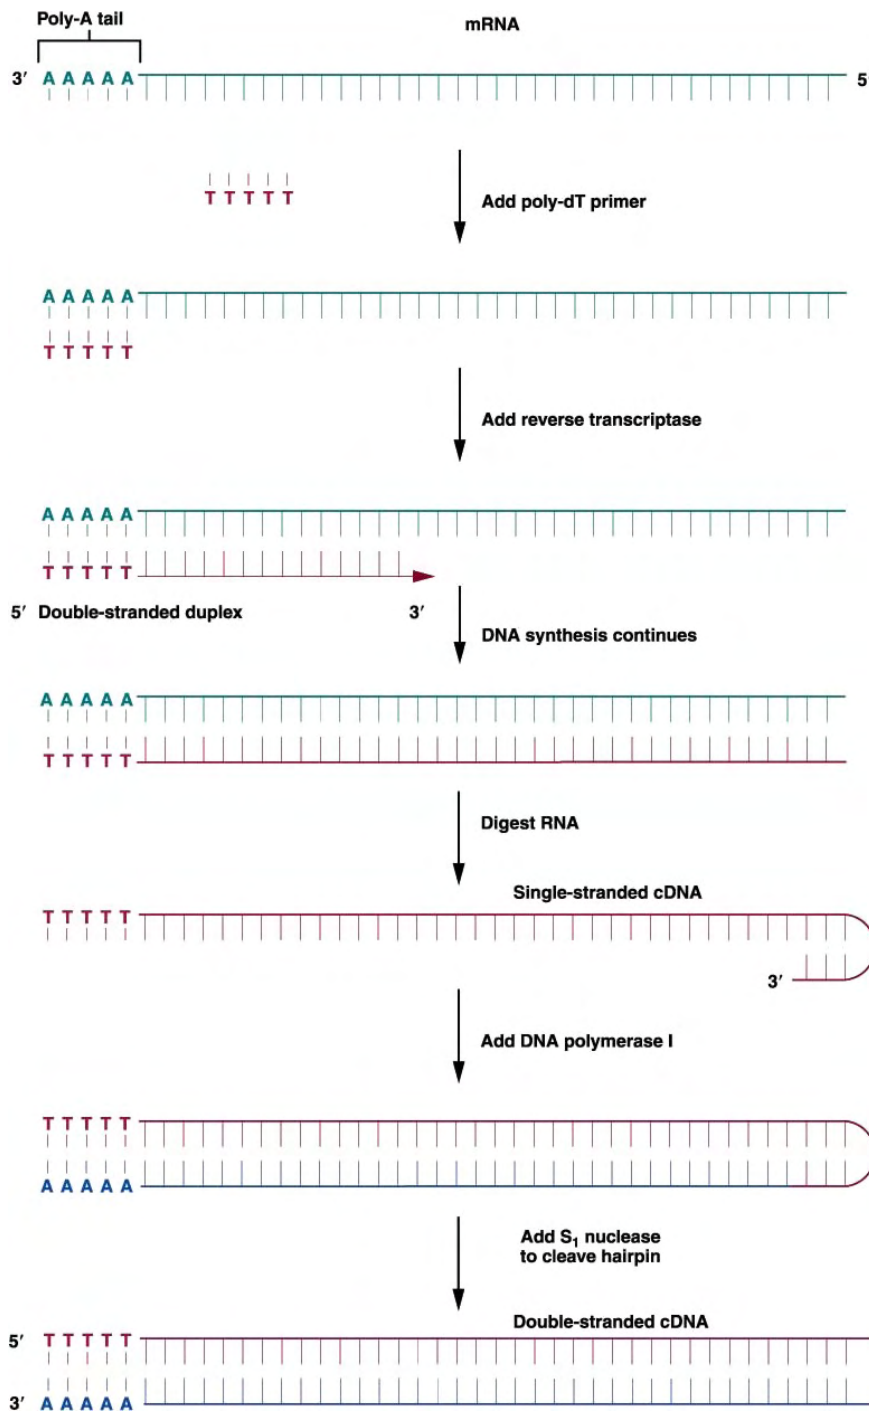 Poly-A tail
mRNA
3′ A A A A A 5′
T T T T T
Add poly-dT primer
A A A A A
T T T T T
Add reverse transcriptase
A A A A A
T T T T T
5′ Double-stranded duplex 3′
DNA synthesis continues
A A A A A
T T T T T
Digest RNA
Single-stranded cDNA
T T T T T
3′
Add DNA polymerase I
T T T T T
A A A A A
Add S₁ nuclease
to cleave hairpin
Double-stranded cDNA
5′ T T T T T
3′ A A A A A